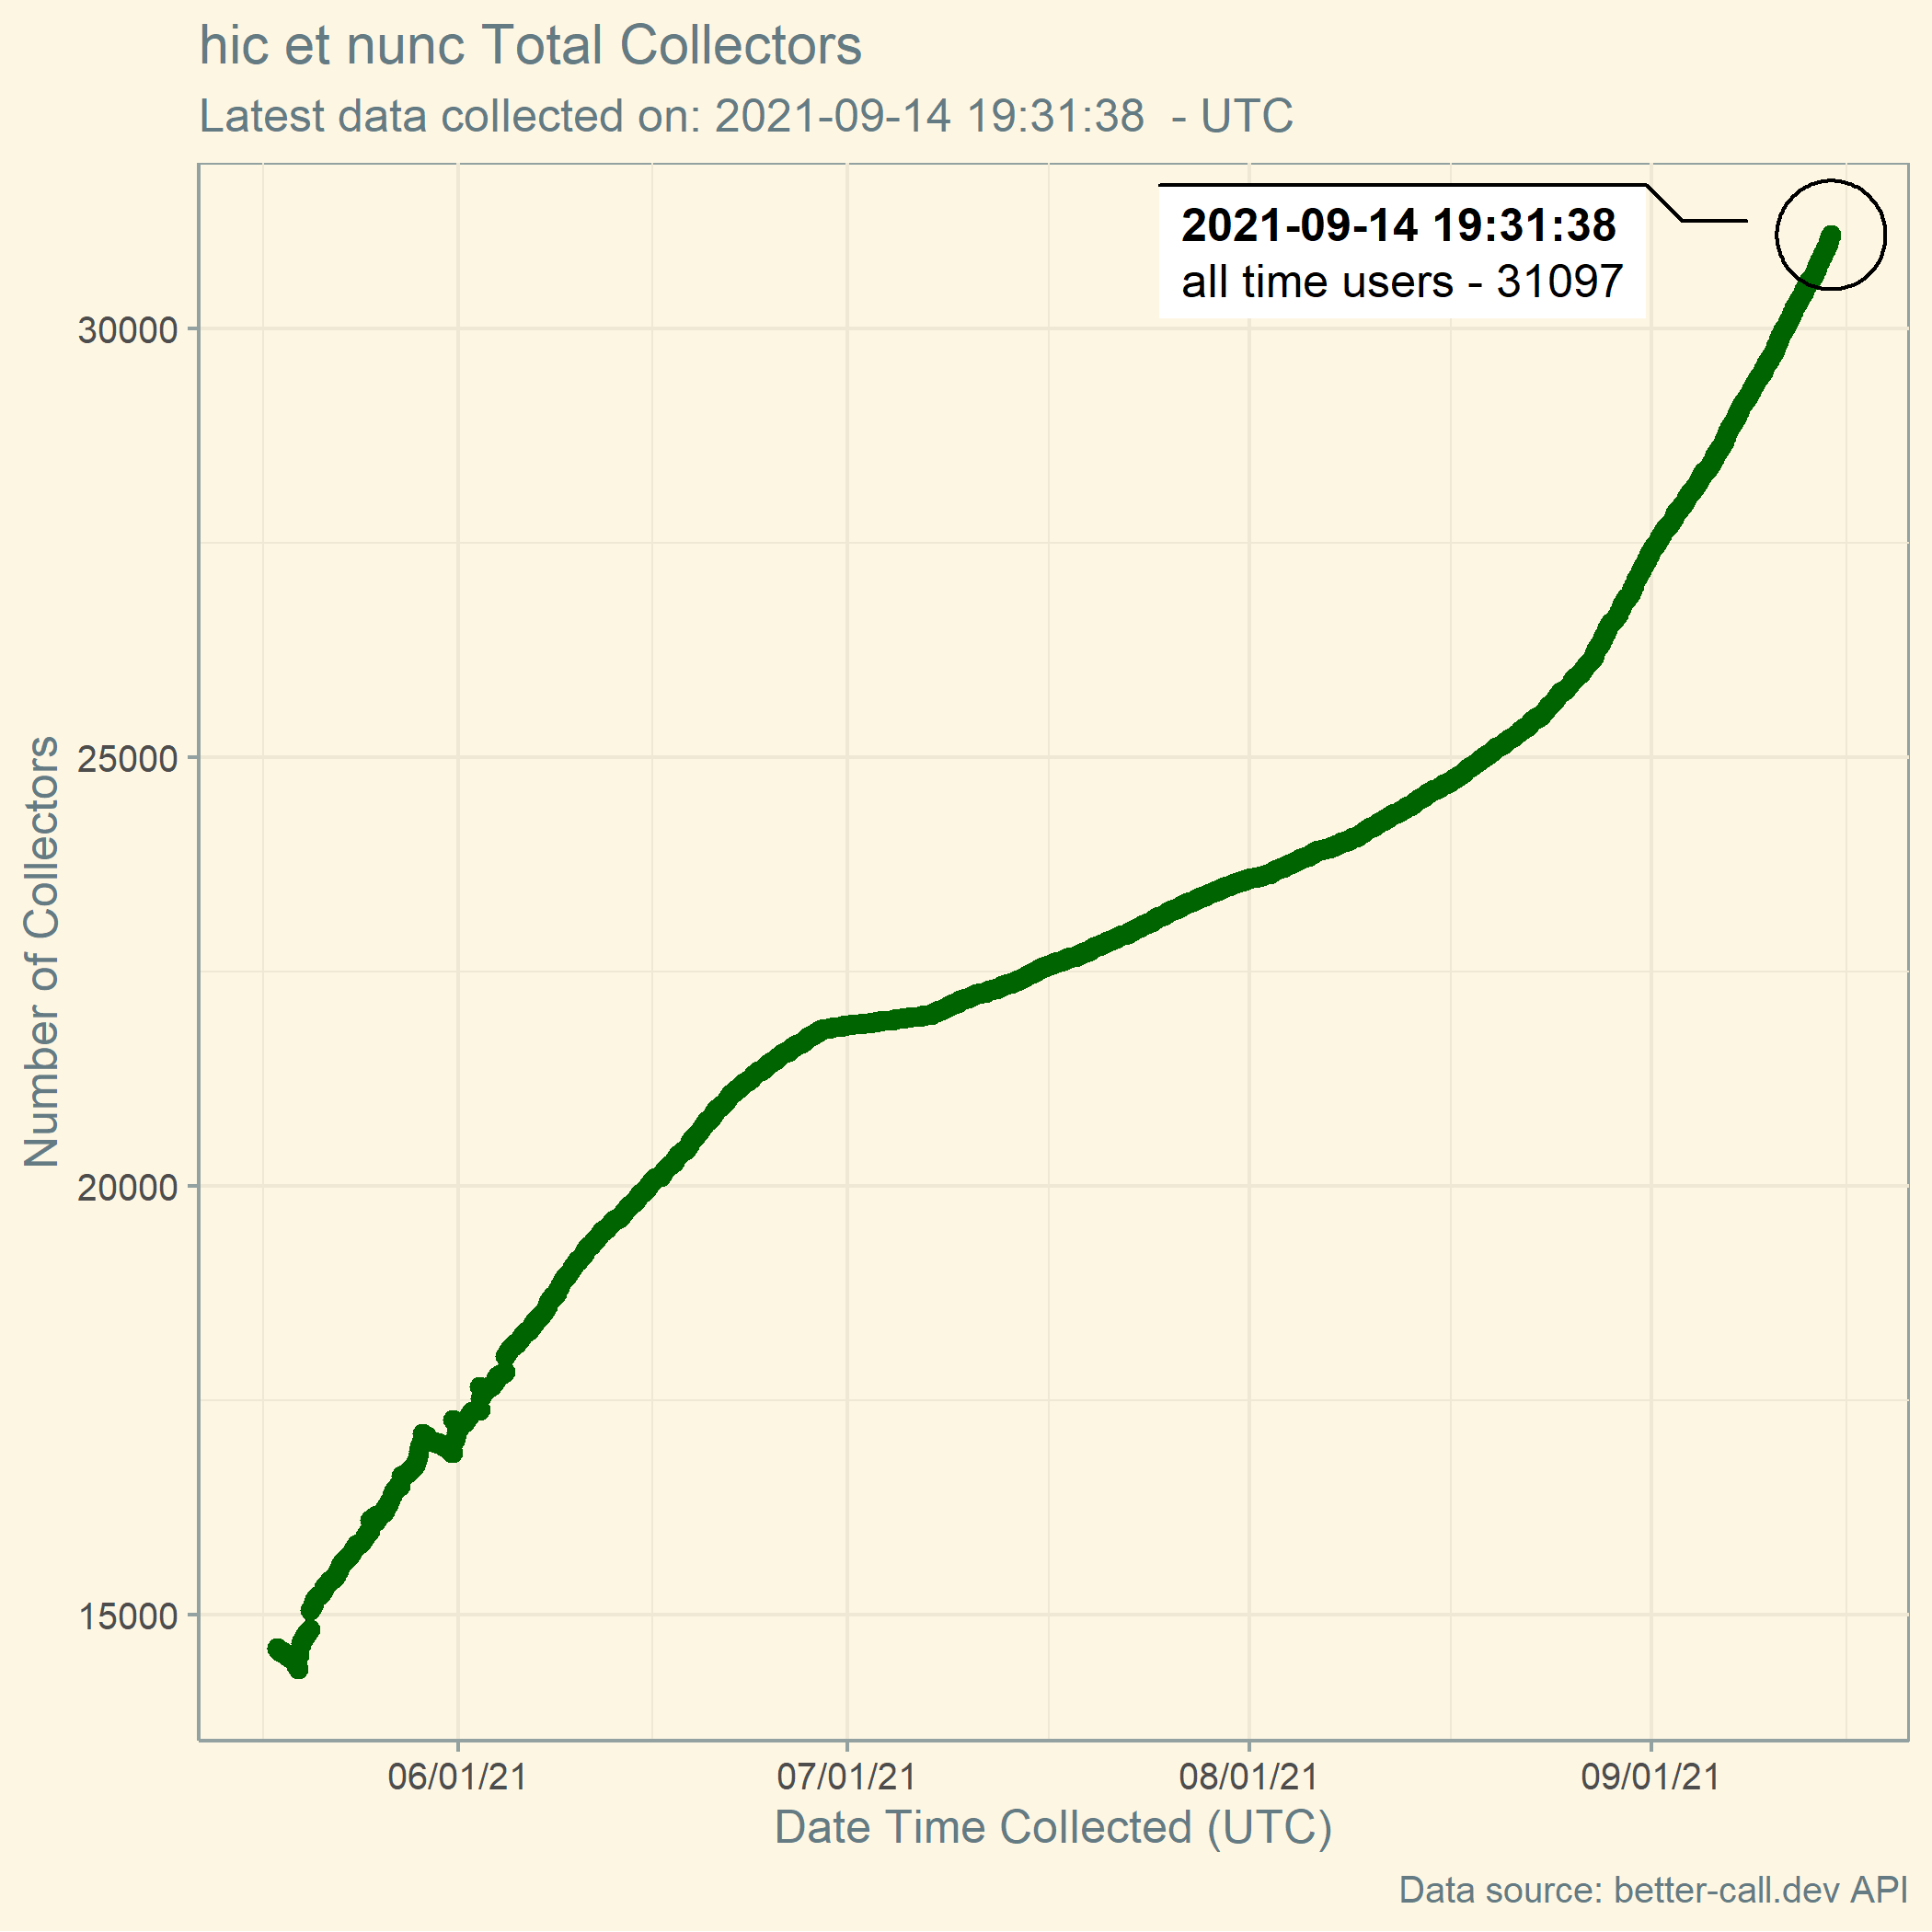 hic et nunc Total Collectors
Latest data collected on: 2021-09-14 19:31:38  - UTC
2021-09-14 19:31:38
all time users - 31097
30000
25000
20000
15000
Number of Collectors
06/01/21
07/01/21
08/01/21
09/01/21
Date Time Collected (UTC)
Data source: better-call.dev API